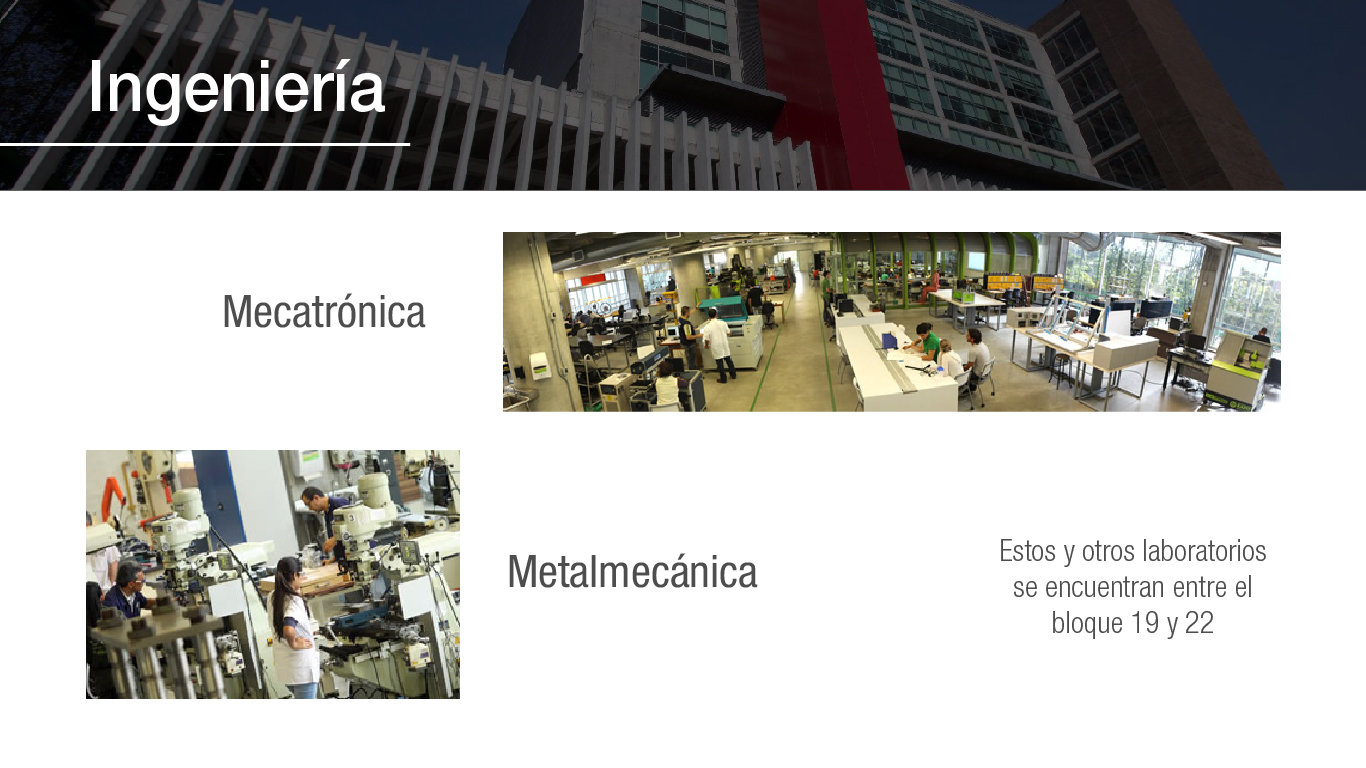 Ingeniería
Mecatrónica
Metalmecánica
Estos y otros laboratorios
se encuentran entre el
bloque 19 y 22